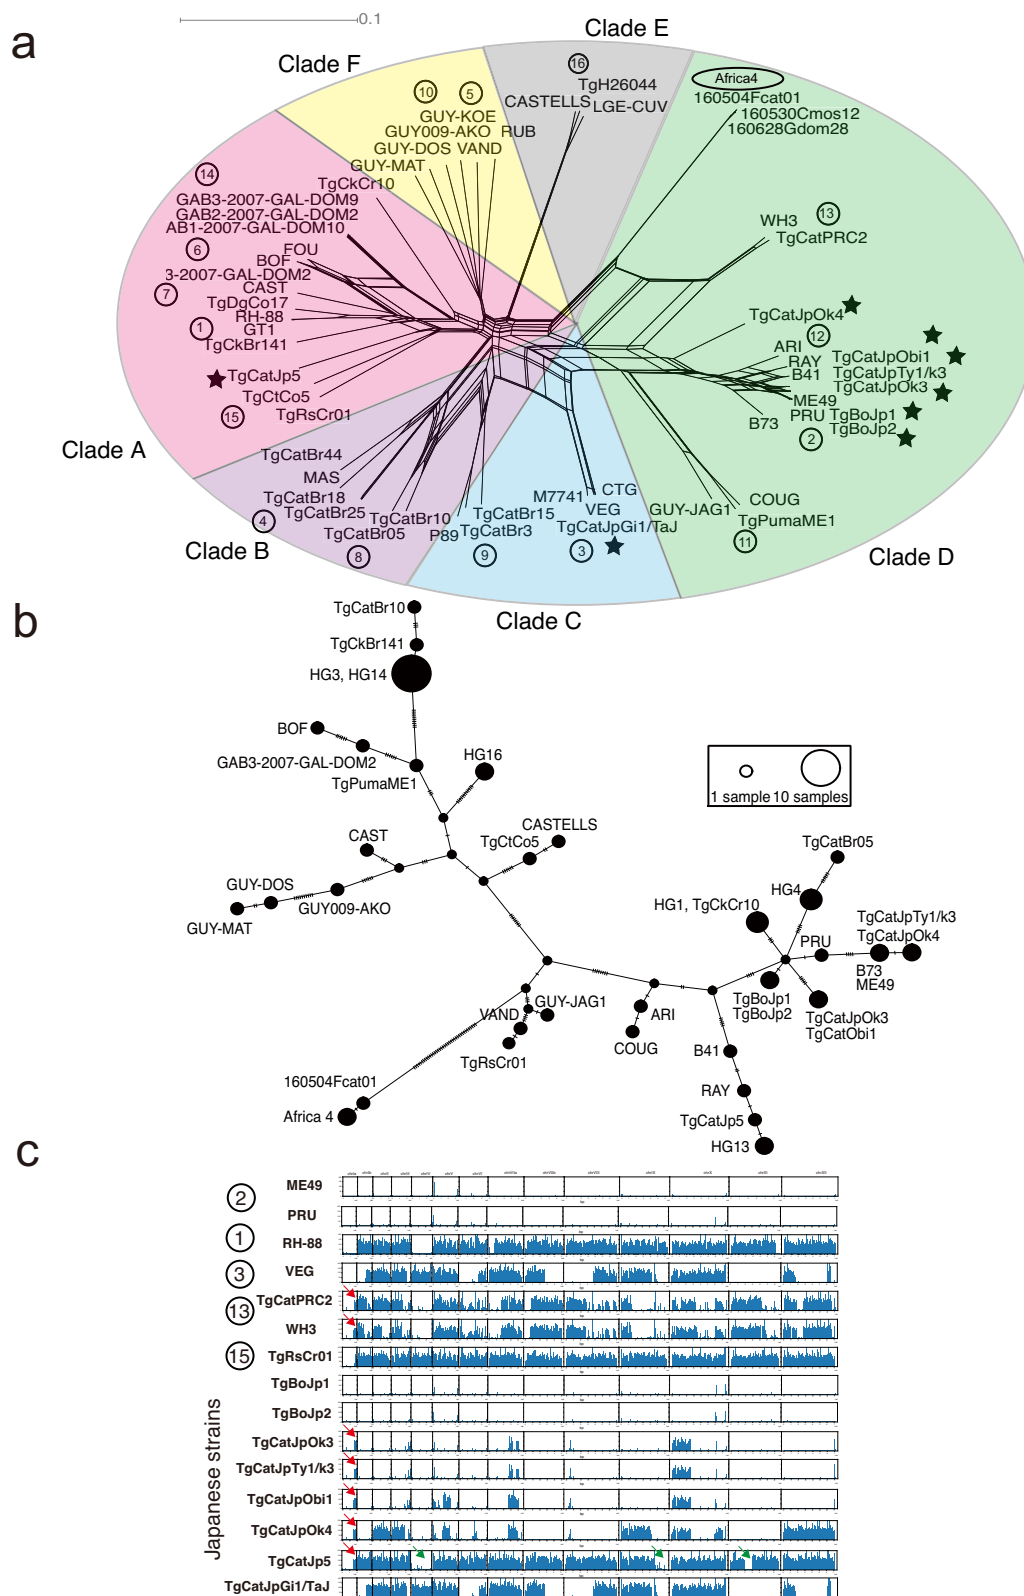 a
0.1
Clade E
Clade F
16
Africa4
TgH26044
10
5
CASTELLS
LGE-CUV
160504Fcat01
GUY-KOE
160530Cmos12
GUY009-AKO
RUB
160628Gdom28
GUY-DOS
VAND
GUY-MAT
14
TgCkCr10
GAB3-2007-GAL-DOM9
13
GAB2-2007-GAL-DOM2
WH3
AB1-2007-GAL-DOM10
TgCatPRC2
6
FOU
BOF
3-2007-GAL-DOM2
7
CAST
TgDgCo17
RH-88
TgCatJpOk4
1
GT1
12
TgCkBr141
ARI
TgCatJpObi1
RAY
TgCatJpTy1/k3
TgCatJp5
B41
TgCatJpOk3
TgCtCo5
ME49
15
TgRsCr01
PRU
TgBoJp1
B73
TgBoJp2
2
Clade A
TgCatBr44
MAS
TgCatBr18
M7741
CTG
COUG
TgCatBr25
VEG
GUY-JAG1
4
TgCatBr10
TgCatBr15
TgPumaME1
TgCatBr05
P89
TgCatBr3
TgCatJpGi1/TaJ
11
Clade B
8
9
3
Clade D
Clade C
b
TgCatBr10
TgCkBr141
HG3, HG14
BOF
HG16
GAB3-2007-GAL-DOM2
TgPumaME1
1 sample
10 samples
CAST
CASTELLS
TgCtCo5
TgCatBr05
GUY-DOS
HG4
GUY009-AKO
HG1, TgCkCr10
TgCatJpTy1/k3
GUY-MAT
PRU
TgCatJpOk4
B73
ME49
GUY-JAG1
TgBoJp1
VAND
ARI
TgBoJp2
TgCatJpOk3
TgCatObi1
COUG
B41
TgRsCr01
160504Fcat01
RAY
Africa 4
TgCatJp5
HG13
c
ME49
2
PRU
1
RH-88
3
VEG
TgCatPRC2
13
WH3
15
TgRsCr01
Japanese strains
TgBoJp1
TgBoJp2
TgCatJpOk3
TgCatJpTy1/k3
TgCatJpObi1
TgCatJpOk4
TgCatJp5
TgCatJpGi1/TaJ